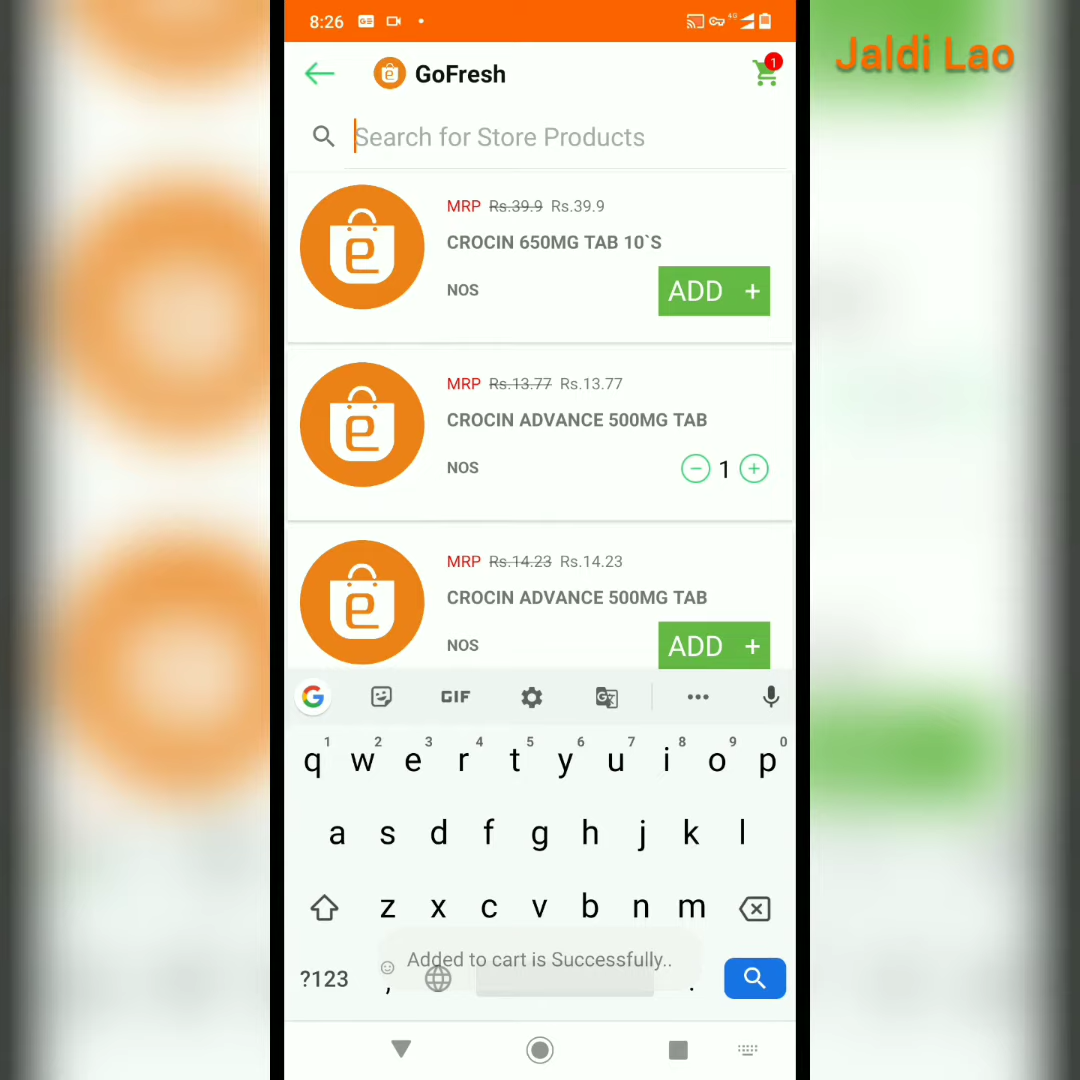 8:26
4G
Jaldi Lao
GoFresh
1
Search for Store Products
MRP Rs.39.9 Rs.39.9
CROCIN 650MG TAB 10`S
NOS
ADD +
MRP Rs.13.77 Rs.13.77
CROCIN ADVANCE 500MG TAB
NOS
1
MRP Rs.14.23 Rs.14.23
CROCIN ADVANCE 500MG TAB
NOS
ADD +
G GIF
1 2 3 4 5 6 7 8 9 0
q w e r t y u i o p
a s d f g h j k l
z x c v b n m
Added to cart is Successfully..
?123 , .